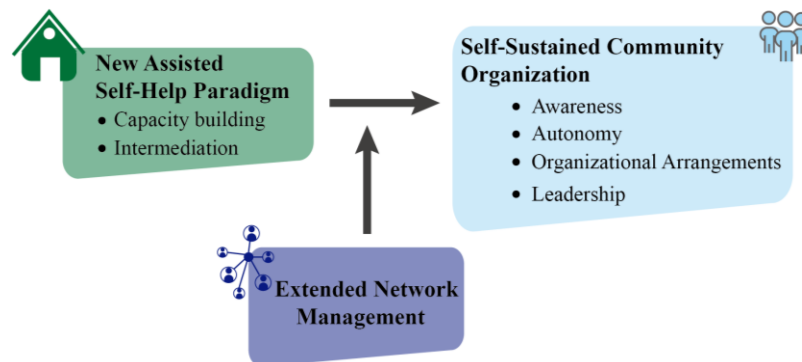 New Assisted
Self-Help Paradigm
• Capacity building
• Intermediation
Self-Sustained Community
Organization
• Awareness
• Autonomy
• Organizational Arrangements
• Leadership
Extended Network
Management